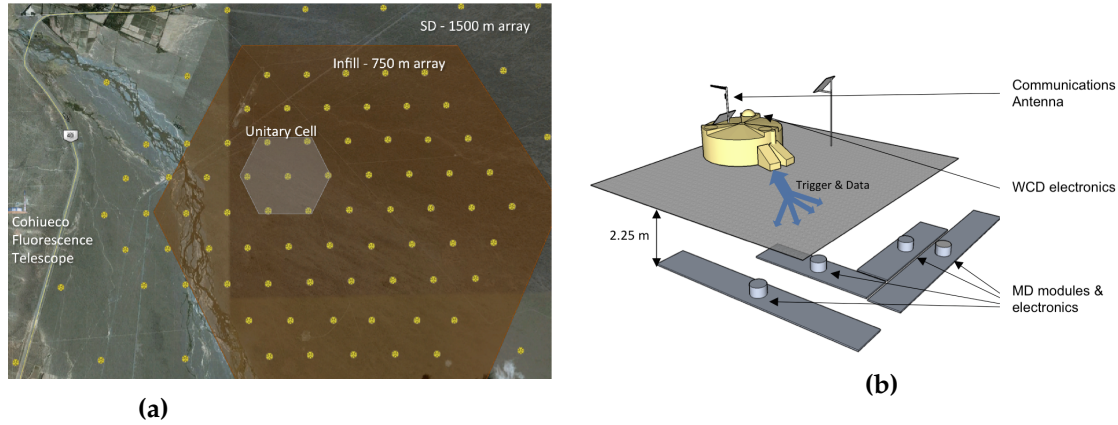 SD - 1500 m array
Infill - 750 m array
Unitary Cell
40
Cohiueco
Fluorescence
Telescope
(a)
Communications
Antenna
Trigger & Data
WCD electronics
2.25 m
MD modules &
electronics
(b)